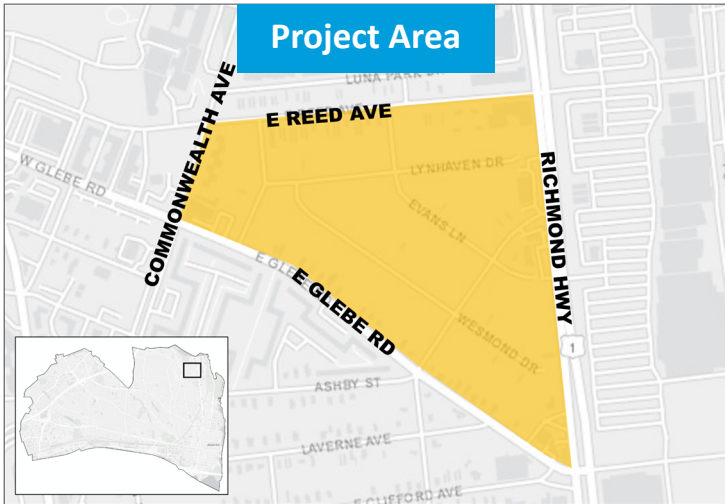 Project Area
LUNA PARK
COMMONWEALTH AVE
E REED AVE
W GLEBE RD
LYNHAVEN DR
RICHMOND HWY
EVANS LN
E GLEBE
E GLEBE RD
WESMOND DR
1
ASHBY ST
LAVERNE AVE
E CLIFFORD AVE